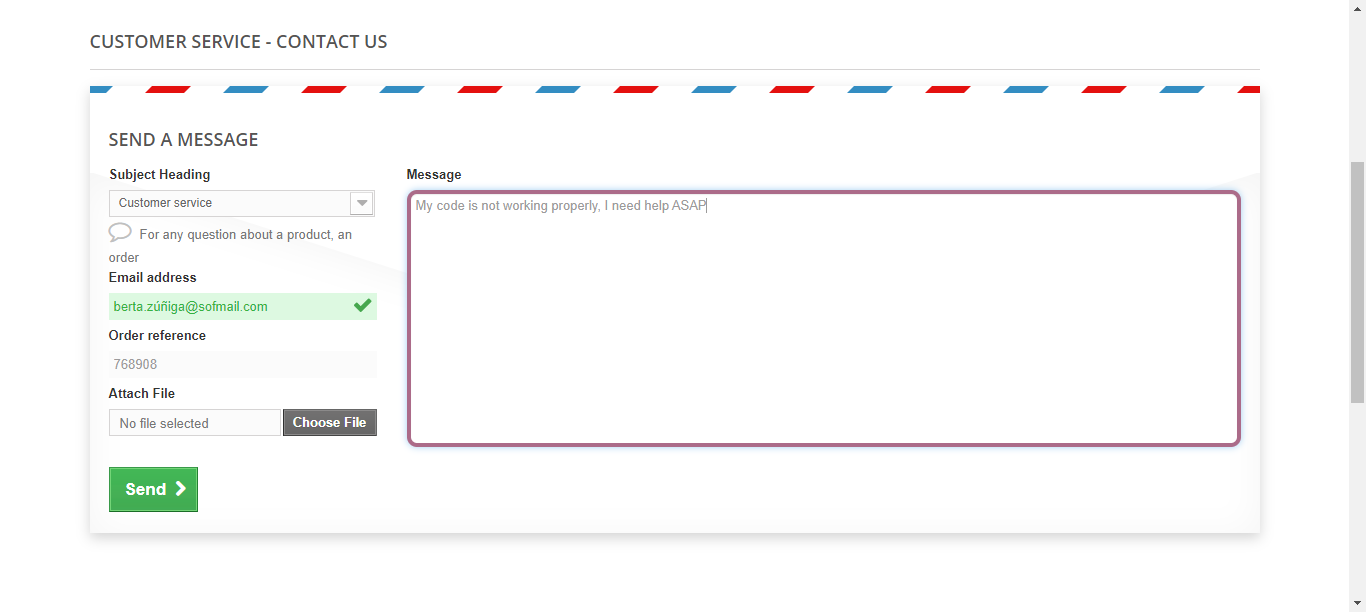 CUSTOMER SERVICE - CONTACT US
SEND A MESSAGE
Subject Heading
Customer service
For any question about a product, an
order
Email address
berta.zúñiga@sofmail.com
Order reference
768908
Attach File
No file selected
Choose File
Send
Message
My code is not working properly, I need help ASAP